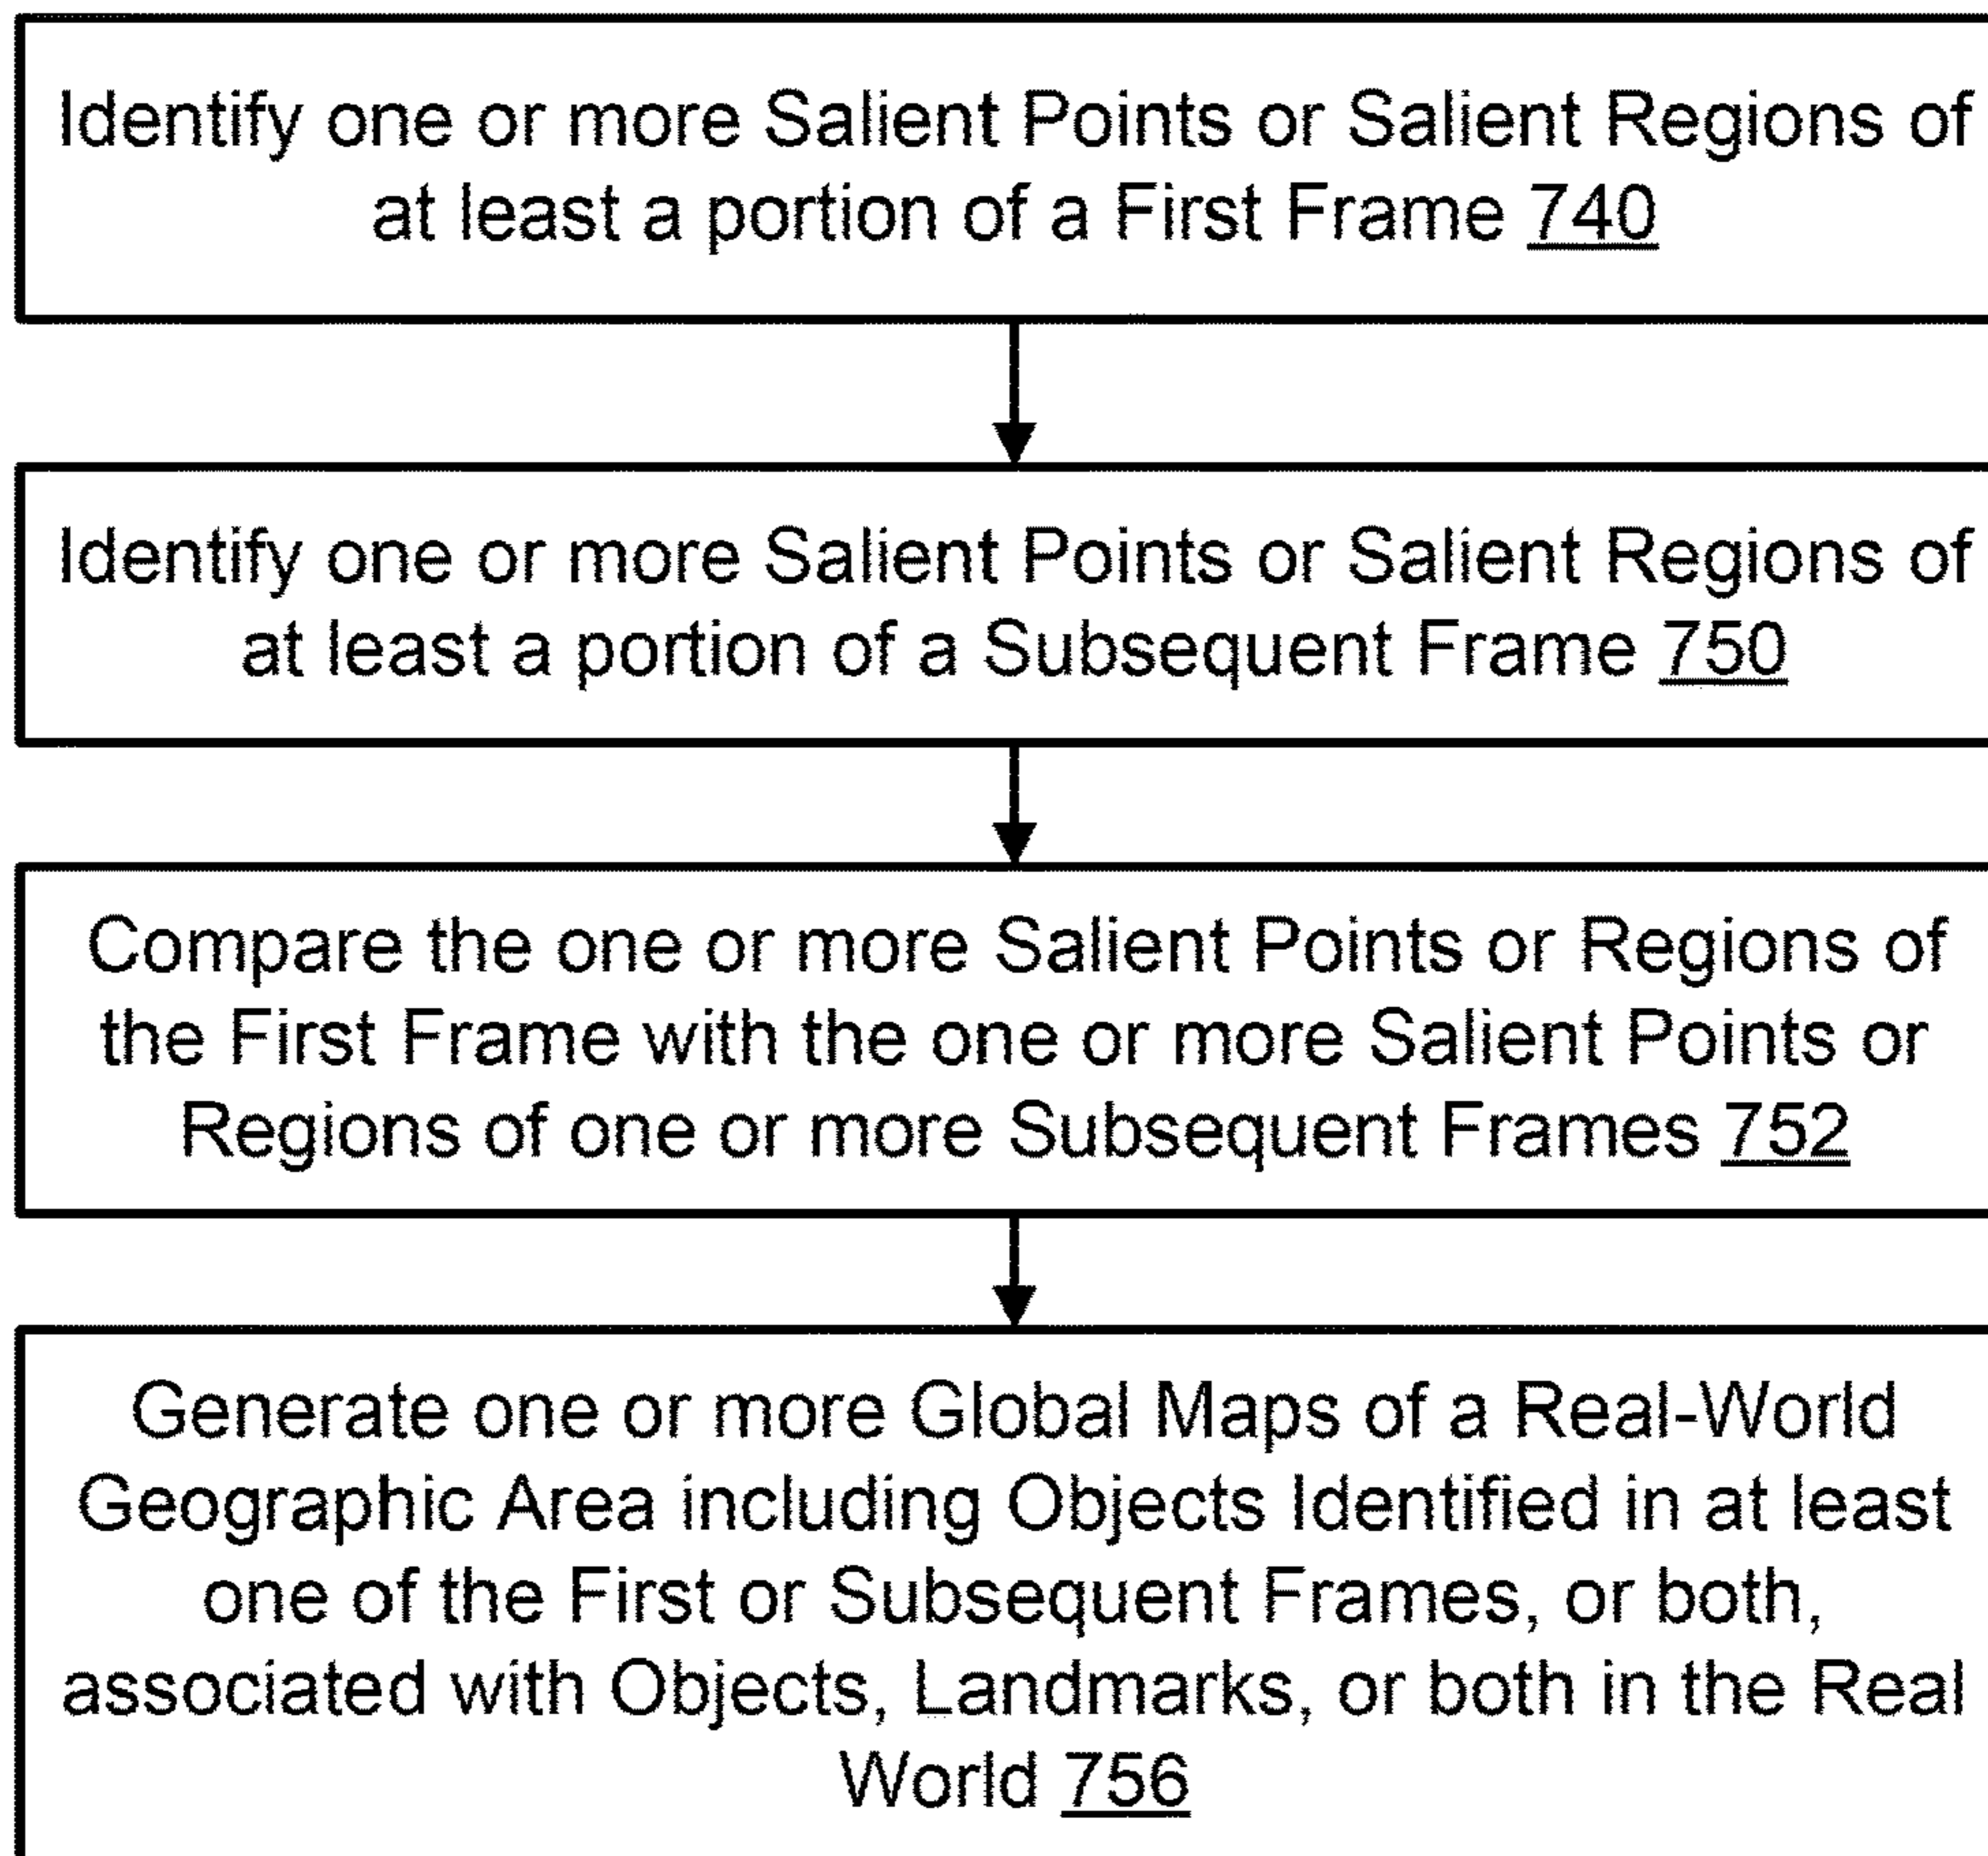 Identify one or more Salient Points or Salient Regions of
at least a portion of a First Frame 740
Identify one or more Salient Points or Salient Regions of
at least a portion of a Subsequent Frame 750
Compare the one or more Salient Points or Regions of
the First Frame with the one or more Salient Points or
Regions of one or more Subsequent Frames 752
Generate one or more Global Maps of a Real-World
Geographic Area including Objects Identified in at least
one of the First or Subsequent Frames, or both,
associated with Objects, Landmarks, or both in the Real
World 756